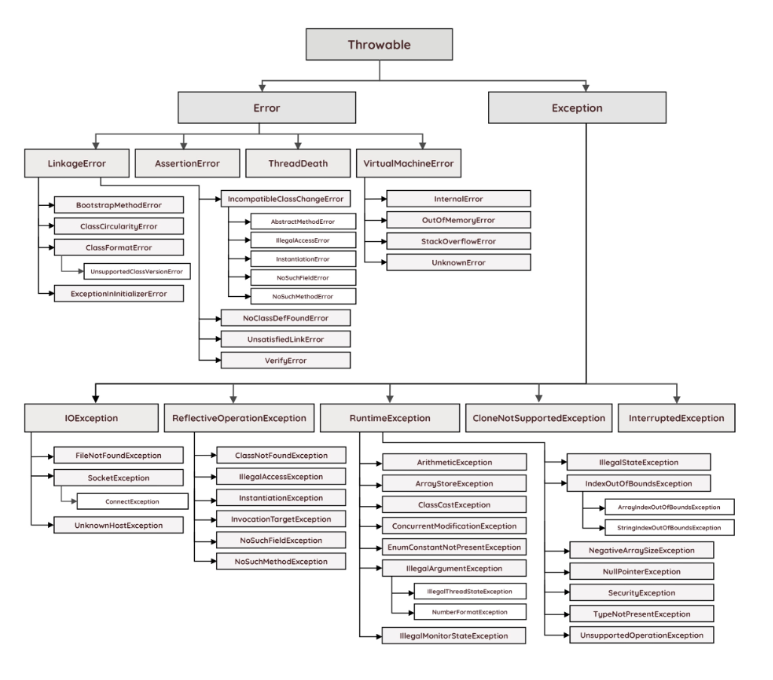 Throwable
Error
Exception
LinkageError
AssertionError
ThreadDeath
VirtualMachineError
BootstrapMethodError
ClassCircularityError
ClassFormatError
UnsupportedClassVersionError
ExceptionInInitializerError
IncompatibleClassChangeError
AbstractMethodError
IllegalAccessError
InstantiationError
NoSuchFieldError
NoSuchMethodError
NoClassDefFoundError
UnsatisfiedLinkError
VerifyError
InternalError
OutOfMemoryError
StackOverflowError
UnknownError
IOException
ReflectiveOperationException
RuntimeException
CloneNotSupportedException
InterruptedException
FileNotFoundException
SocketException
ConnectException
UnknownHostException
ClassNotFoundException
IllegalAccessException
InstantiationException
InvocationTargetException
NoSuchFieldException
NoSuchMethodException
ArithmeticException
ArrayStoreException
ClassCastException
ConcurrentModificationException
EnumConstantNotPresentException
IllegalArgumentException
IllegalThreadStateException
NumberFormatException
IllegalMonitorStateException
IllegalStateException
IndexOutOfBoundsException
ArrayIndexOutOfBoundsException
StringIndexOutOfBoundsException
NegativeArraySizeException
NullPointerException
SecurityException
TypeNotPresentException
UnsupportedOperationException